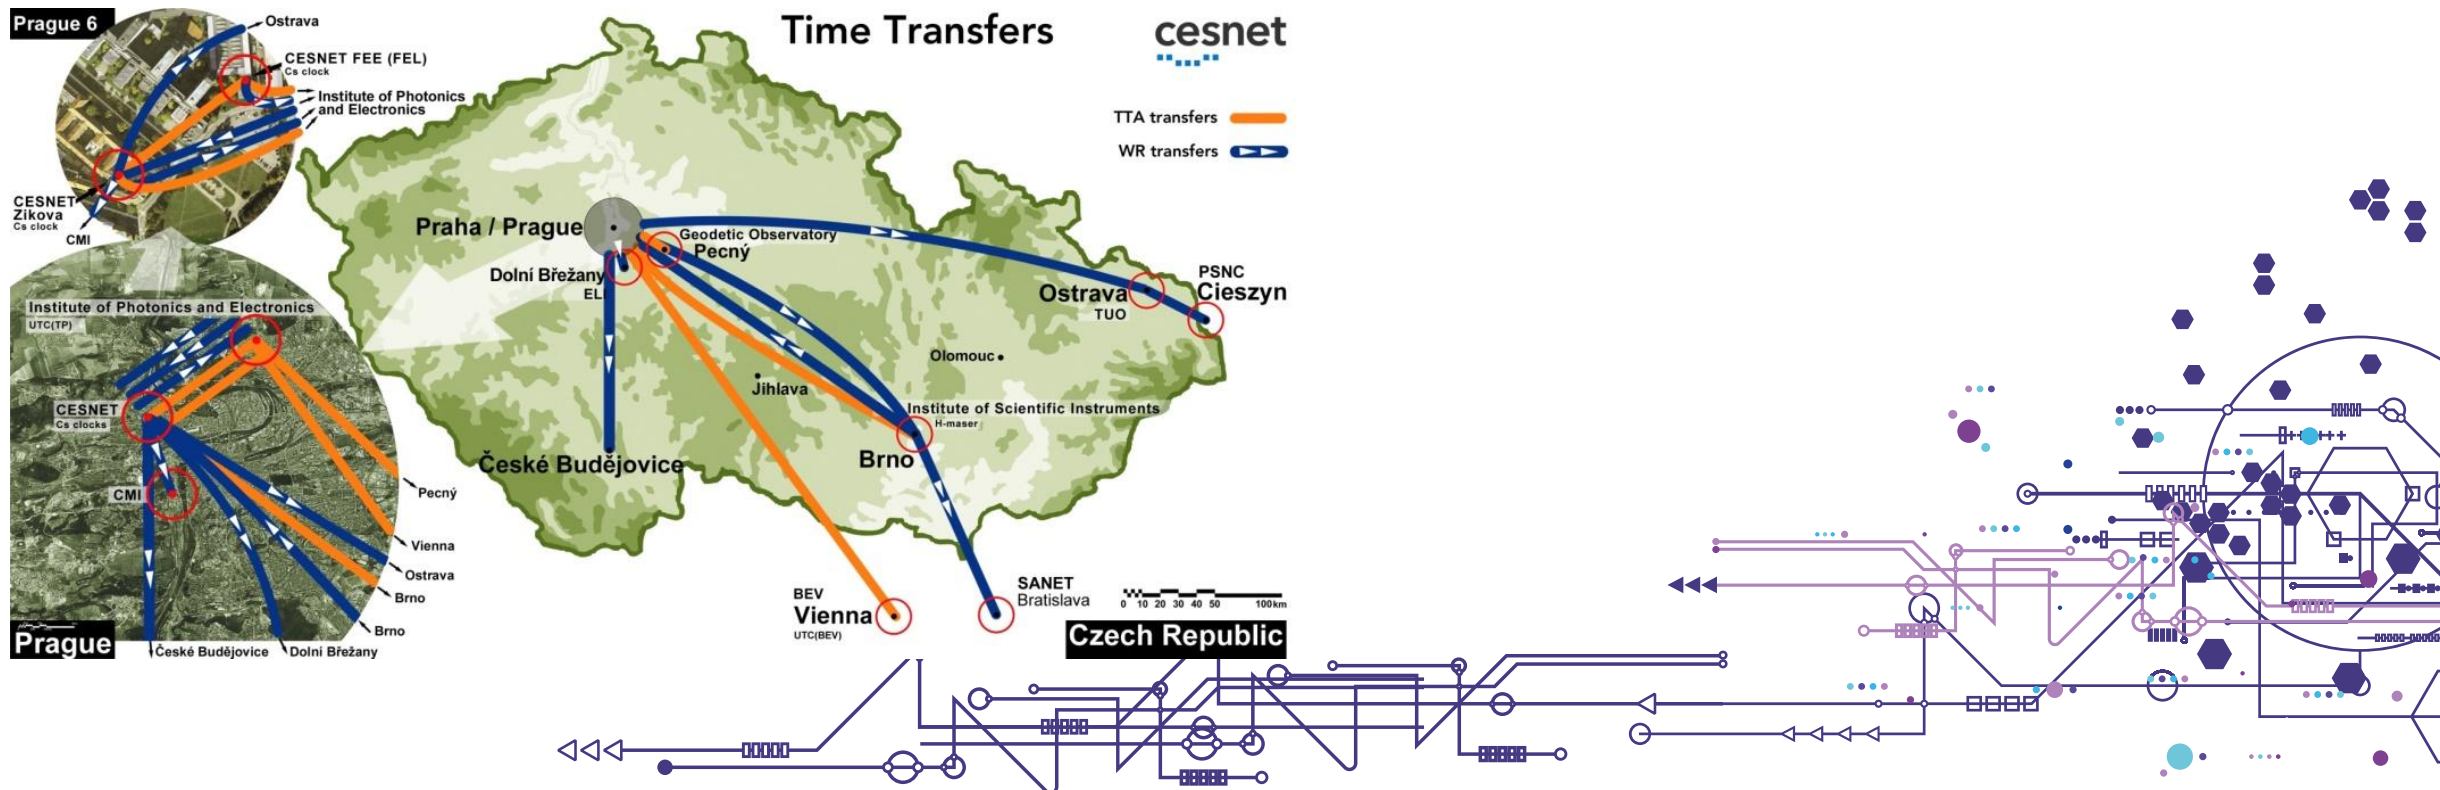 Prague 6
Ostrava
CESNET FEE (FEL)
Cs clock
Institute of Photonics
and Electronics
CESNET
Zikova
Cs clock
CMI
Time Transfers
cesnet
TTA transfers
WR transfers
Praha / Prague
Geodetic Observatory
Pecný
Dolní Břežany
ELI
Ostrava
TUO
PSNC
Cieszyn
Olomouc
Jihlava
Institute of Scientific Instruments
H-maser
Brno
České Budějovice
BEV
Vienna
UTC(BEV)
SANET
Bratislava
0 10 20 30 40 50 100km
Czech Republic
Institute of Photonics and Electronics
UTC(TP)
CESNET
Cs clocks
CMI
Pecný
Vienna
Ostrava
Brno
Brno
České Budějovice
Dolní Břežany
Prague